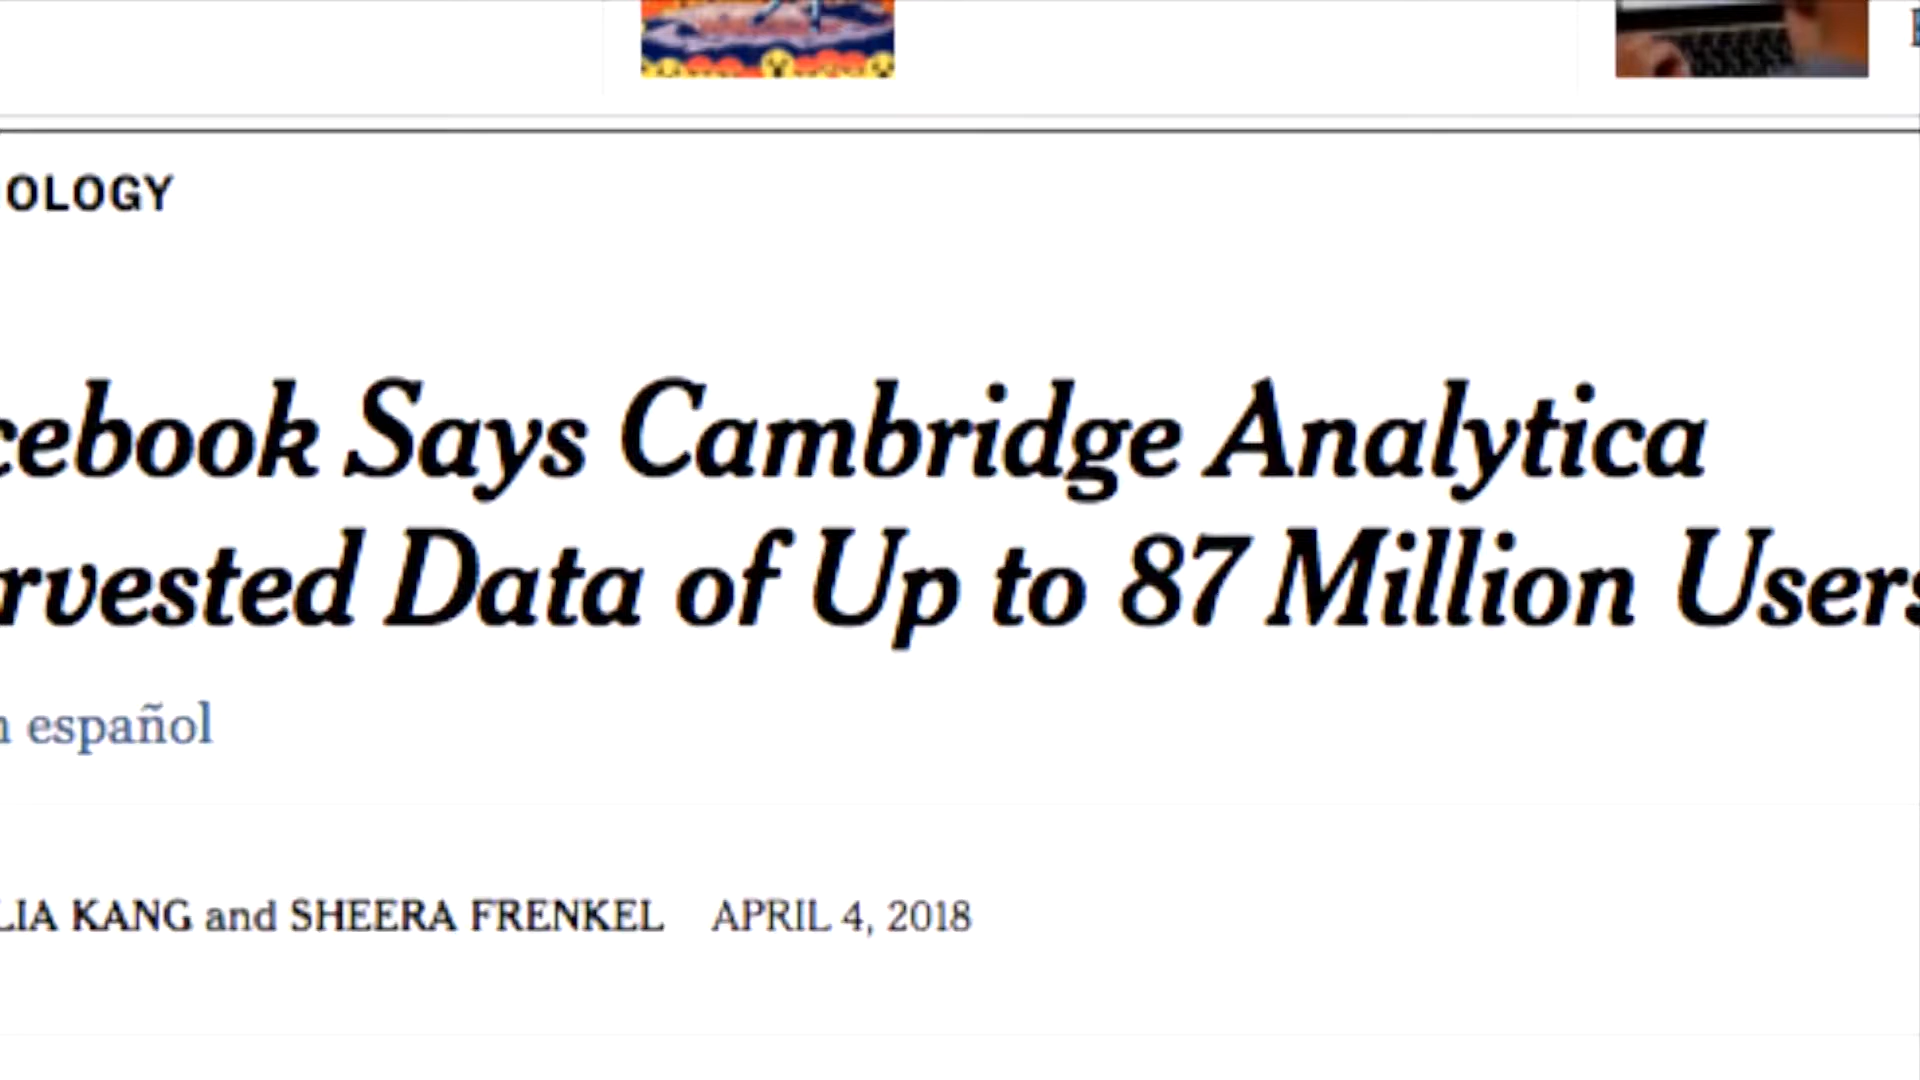 OLOGY
cebook Says Cambridge Analytica
rvested Data of Up to 87 Million Users
n español
LIA KANG and SHEERA FRENKEL APRIL 4, 2018